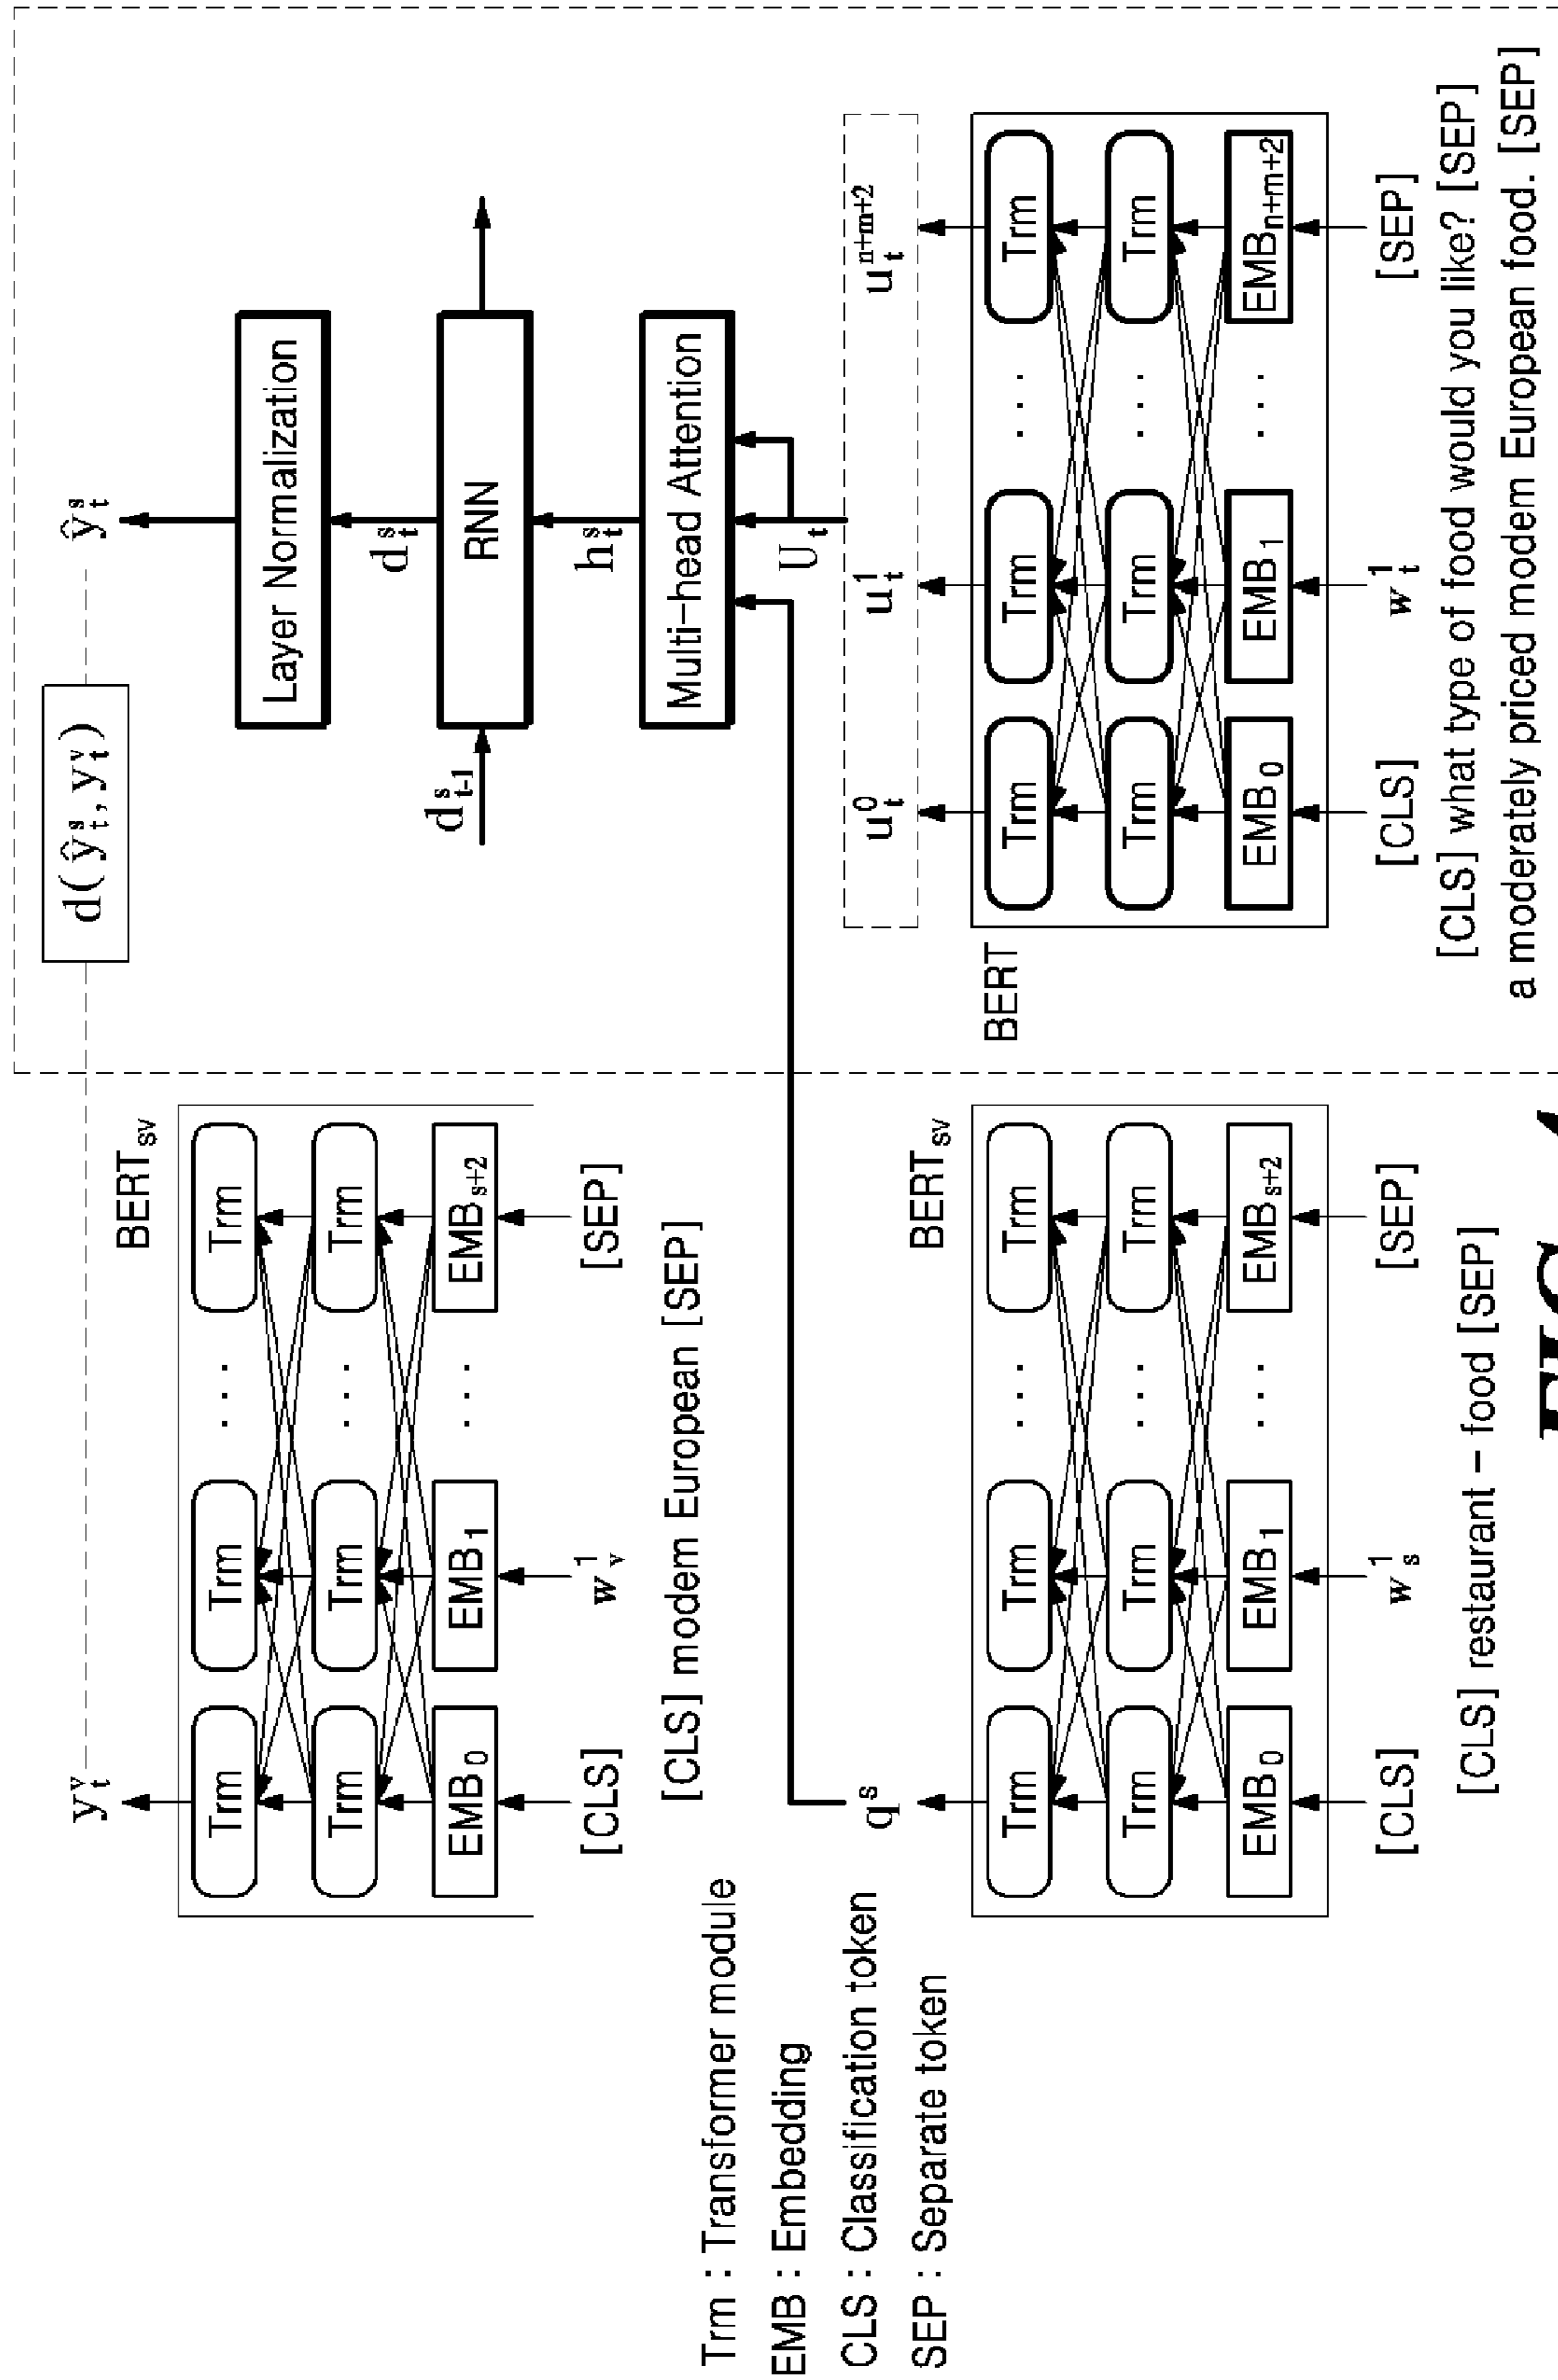 y_t^v
d(ŷ_t^s, y_t^v)
ŷ_t^s
BERT_sv
Trm Trm ... Trm
Trm Trm ... Trm
EMB_0 EMB_1 ... EMB_s+2
[CLS] w_v^1 [SEP]
[CLS] modem European [SEP]
Layer Normalization
d_t^s
d_t-1^s
RNN
h_t^s
Multi-head Attention
U_t
Trm : Transformer module
EMB : Embedding
CLS : Classification token
SEP : Separate token
q^s
BERT_sv
Trm Trm ... Trm
Trm Trm ... Trm
EMB_0 EMB_1 ... EMB_s+2
[CLS] w_s^1 [SEP]
[CLS] restaurant – food [SEP]
u_t^0 u_t^1 u_t^n+m+2
BERT
Trm Trm ... Trm
Trm Trm ... Trm
EMB_0 EMB_1 ... EMB_n+m+2
[CLS] w_t^1 [SEP]
[CLS] what type of food would you like? [SEP]
a moderately priced modem European food. [SEP]